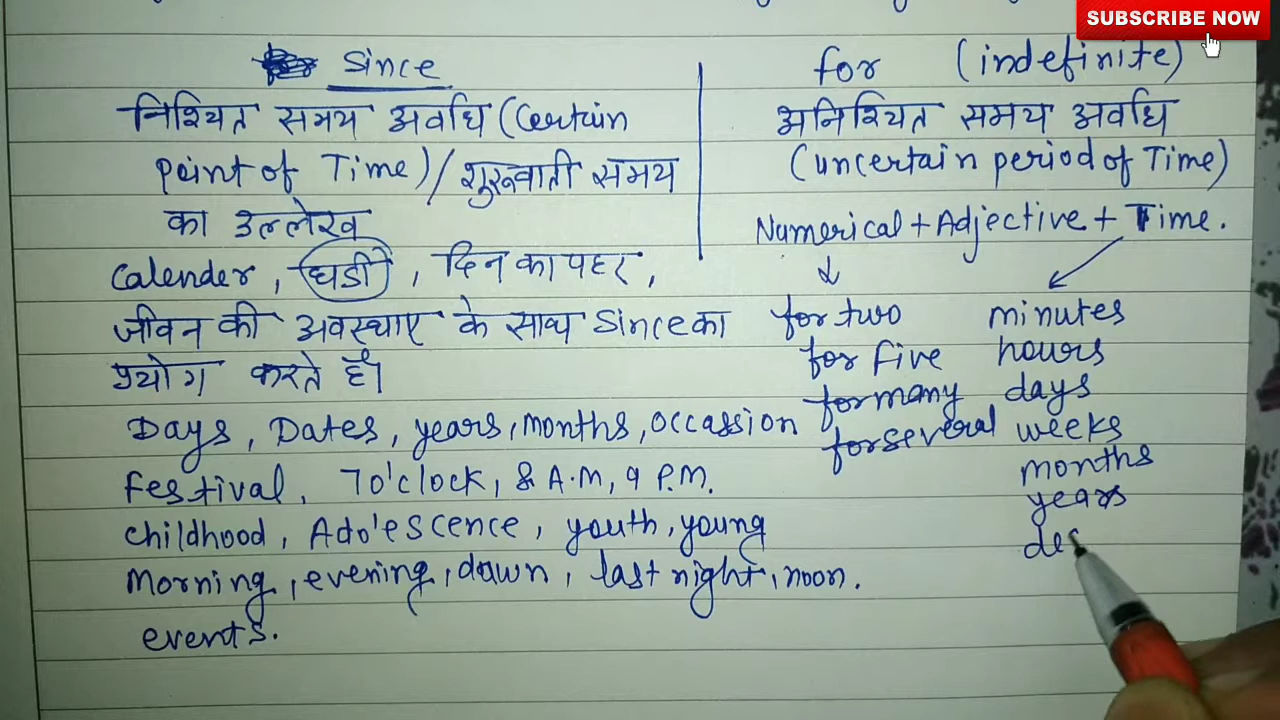 SUBSCRIBE NOW
Since
निश्चित समय अवधि (Certain
Point of Time) / शुरूवाती समय
का उल्लेख
Calender, घडी, दिन का पहर,
जीवन की अवस्थाए के साथ Since का
प्रयोग करते है।
Days, Dates, years, months, occassion
festival, 7 o'clock, 8 A.M, 9 P.M.
childhood, Adolescence, youth, young
Morning, evening, dawn, last night, noon.
events.
for (indefinite)
अनिश्चित समय अवधि
(uncertain period of Time)
Numerical + Adjective + Time.
for two minutes
for five hours
for many days
for several weeks
months
years
dec